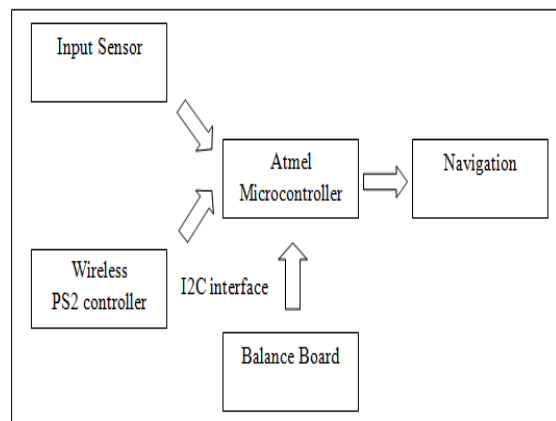 Input Sensor
Atmel
Microcontroller
Navigation
Wireless
PS2 controller
I2C interface
Balance Board